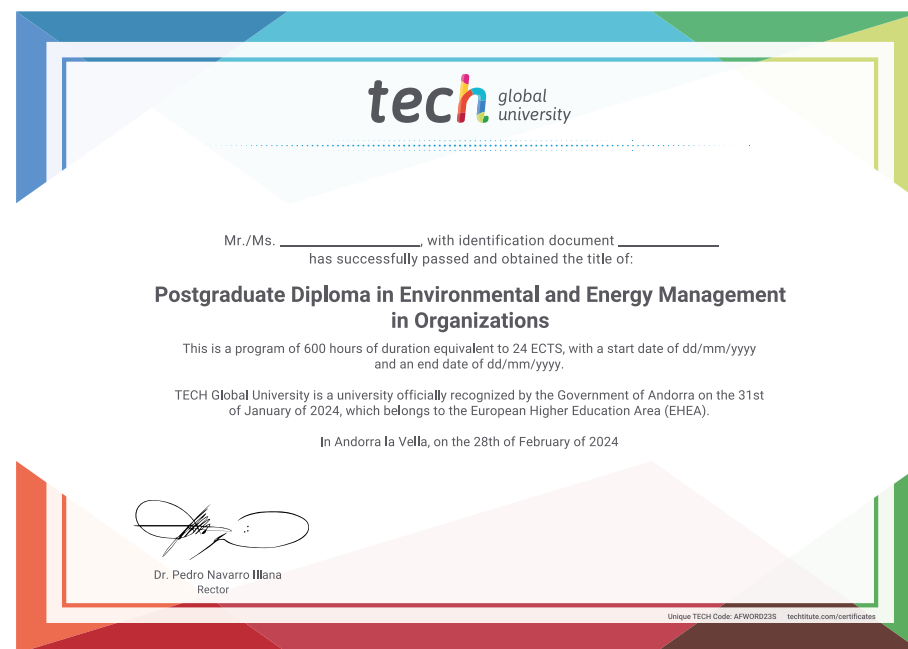 tech global university
Mr./Ms. ____________, with identification document ____________
has successfully passed and obtained the title of:
Postgraduate Diploma in Environmental and Energy Management
in Organizations
This is a program of 600 hours of duration equivalent to 24 ECTS, with a start date of dd/mm/yyyy
and an end date of dd/mm/yyyy.
TECH Global University is a university officially recognized by the Government of Andorra on the 31st
of January of 2024, which belongs to the European Higher Education Area (EHEA).
In Andorra la Vella, on the 28th of February of 2024
Dr. Pedro Navarro Illana
Rector
Unique TECH Code: AFWORD23S techtitute.com/certificates